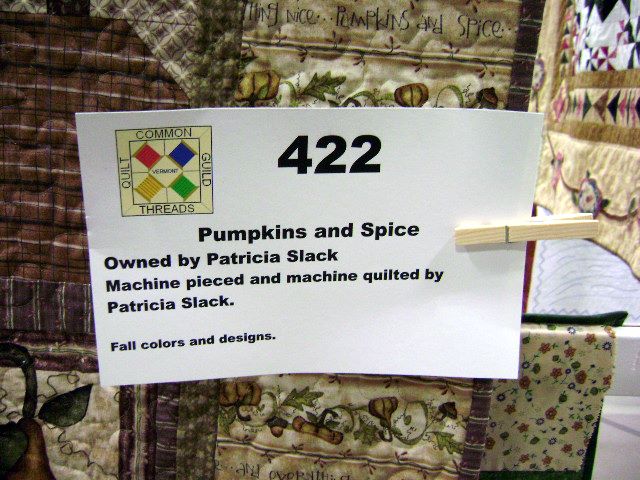 THING NICE... PUMPKINS AND SPICE...
COMMON
QUILT
GUILD
VERMONT
THREADS
422
Pumpkins and Spice
Owned by Patricia Slack
Machine pieced and machine quilted by
Patricia Slack.
Fall colors and designs.
...AND EVERYTHING